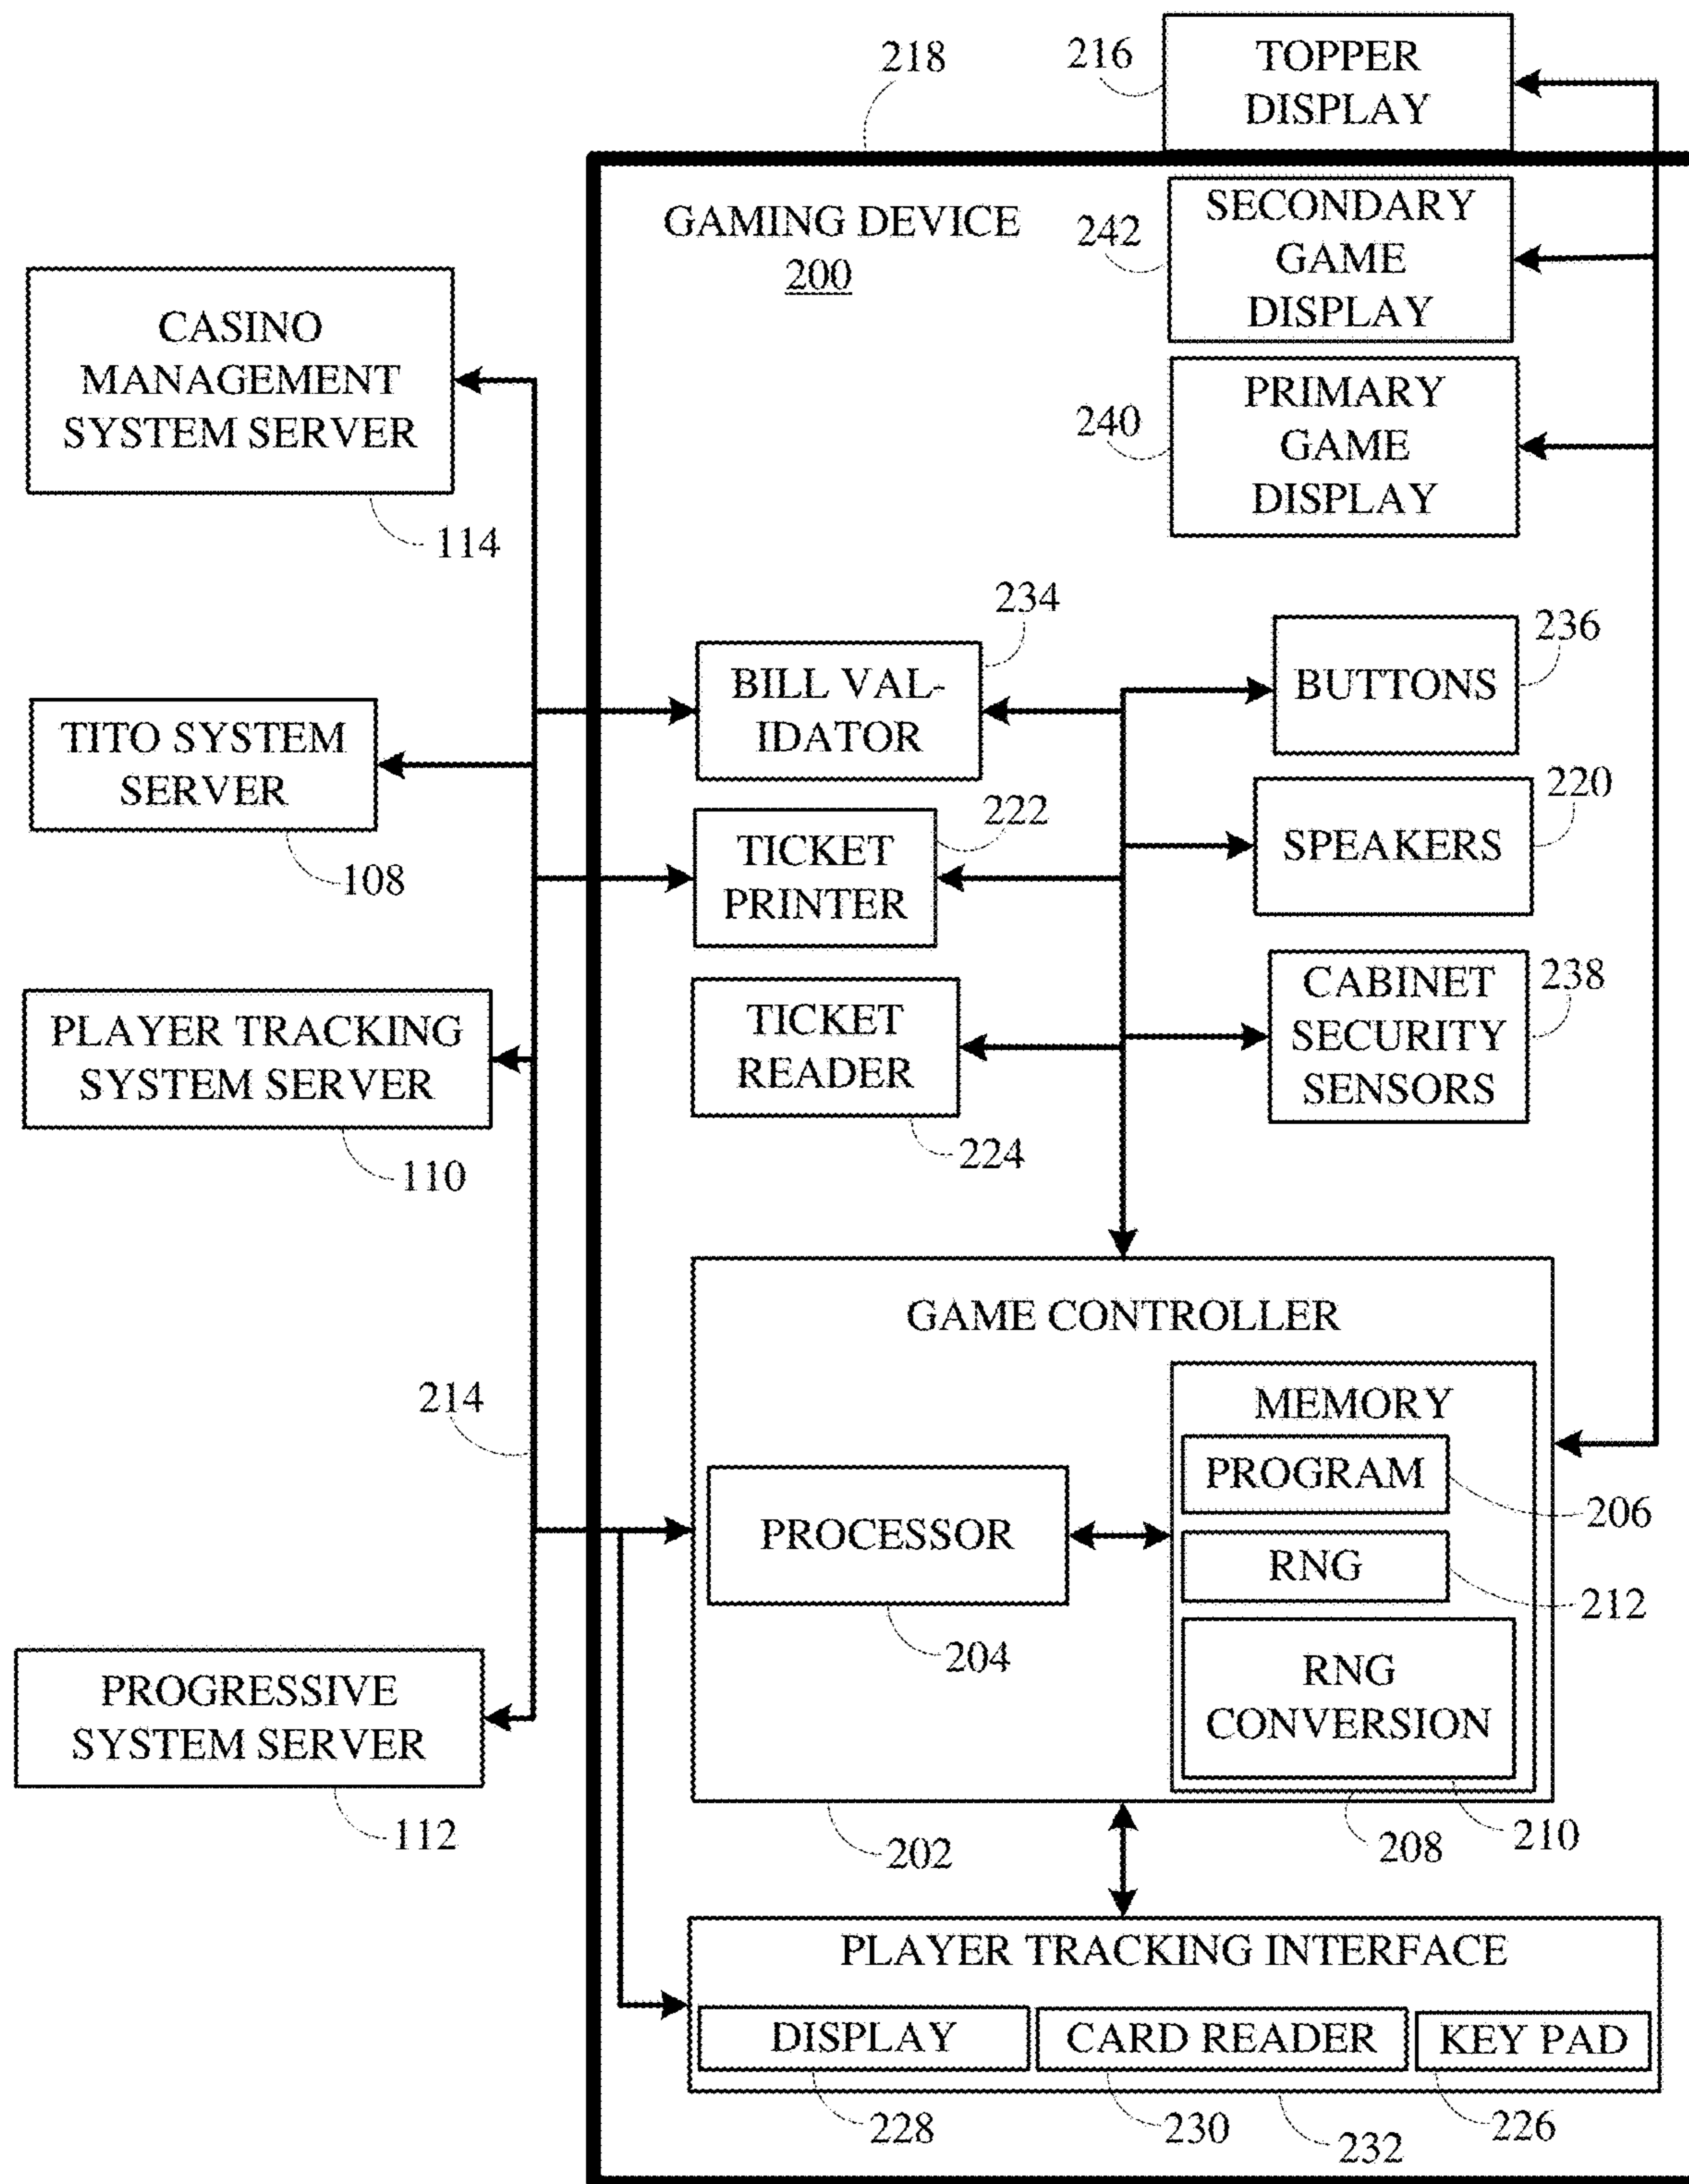 218
216
TOPPER
DISPLAY
GAMING DEVICE
200
242
SECONDARY
GAME
DISPLAY
240
PRIMARY
GAME
DISPLAY
CASINO
MANAGEMENT
SYSTEM SERVER
114
234
BILL VAL-
IDATOR
236
BUTTONS
TITO SYSTEM
SERVER
108
222
TICKET
PRINTER
220
SPEAKERS
PLAYER TRACKING
SYSTEM SERVER
110
TICKET
READER
224
238
CABINET
SECURITY
SENSORS
GAME CONTROLLER
214
MEMORY
PROGRAM
206
PROCESSOR
204
RNG
212
RNG
CONVERSION
210
208
202
PROGRESSIVE
SYSTEM SERVER
112
PLAYER TRACKING INTERFACE
DISPLAY
CARD READER
KEY PAD
228
230
232
226